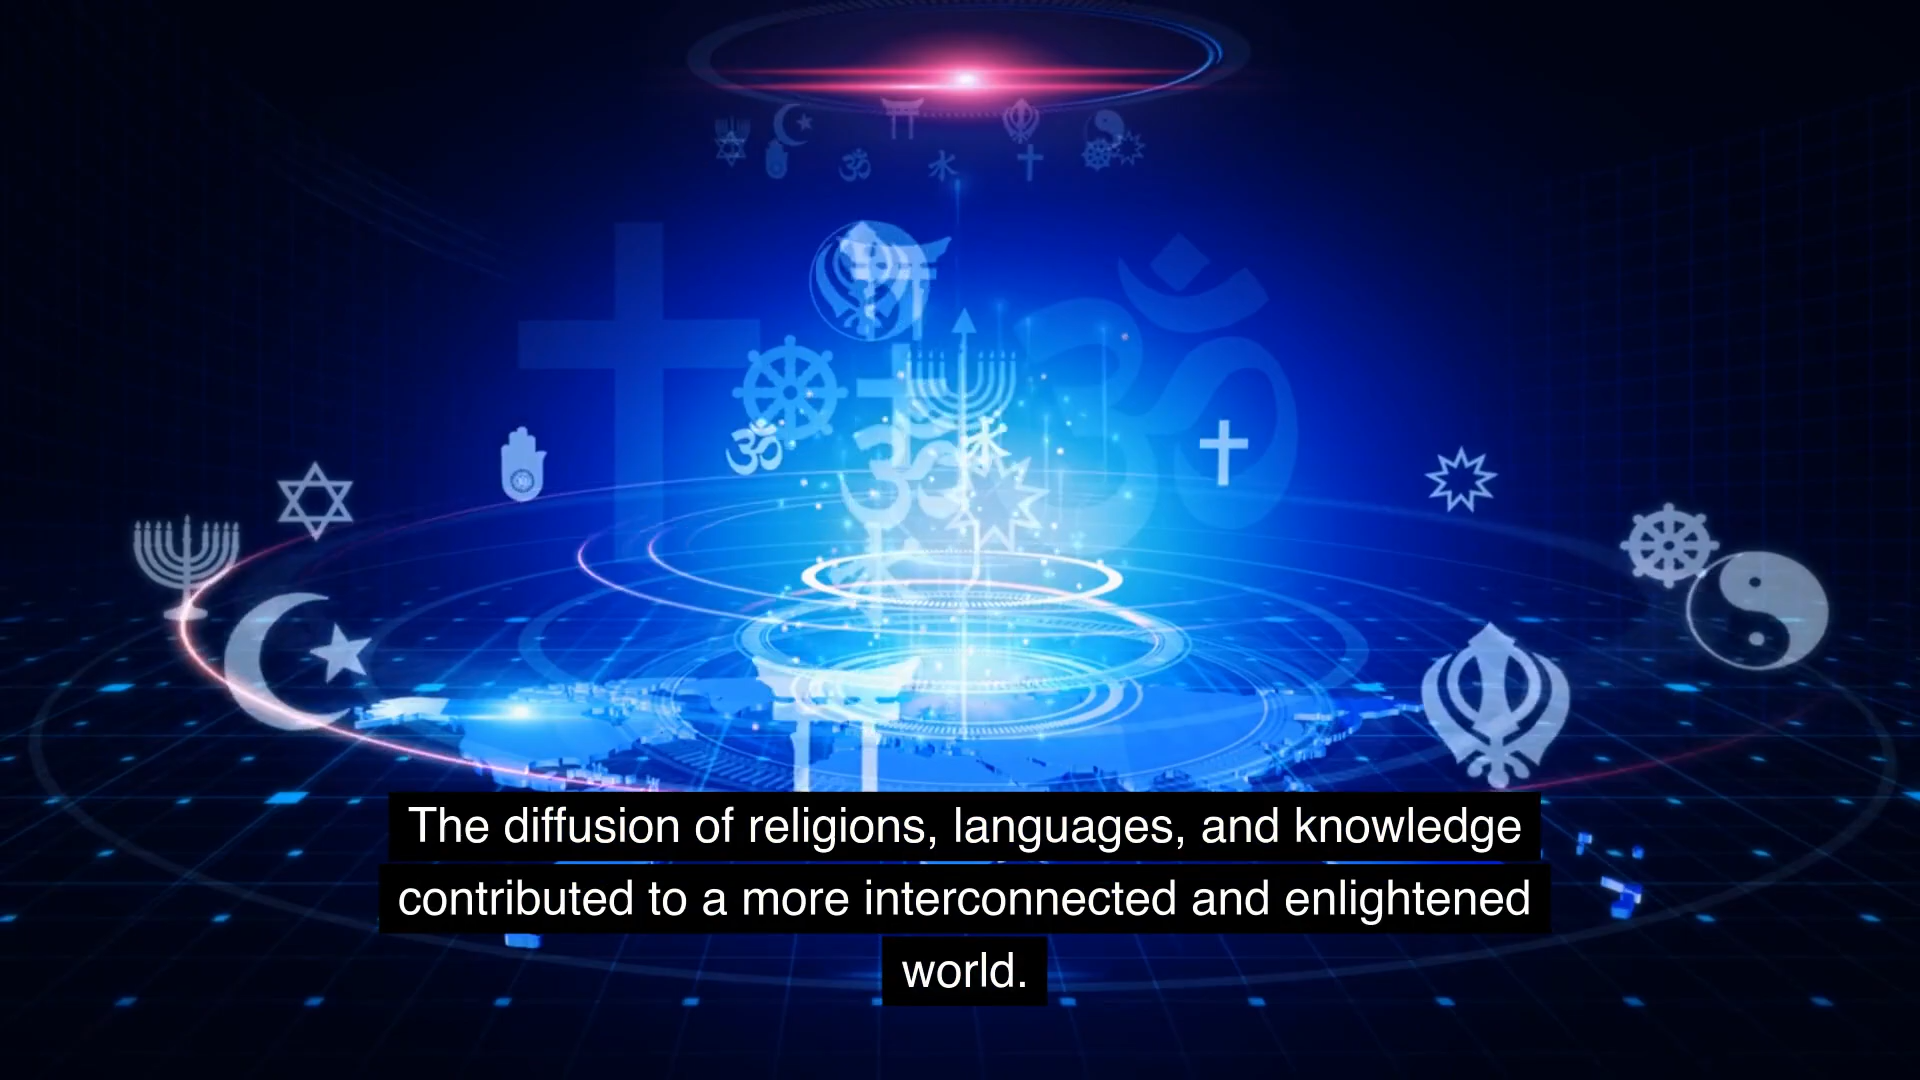 The diffusion of religions, languages, and knowledge
contributed to a more interconnected and enlightened
world.